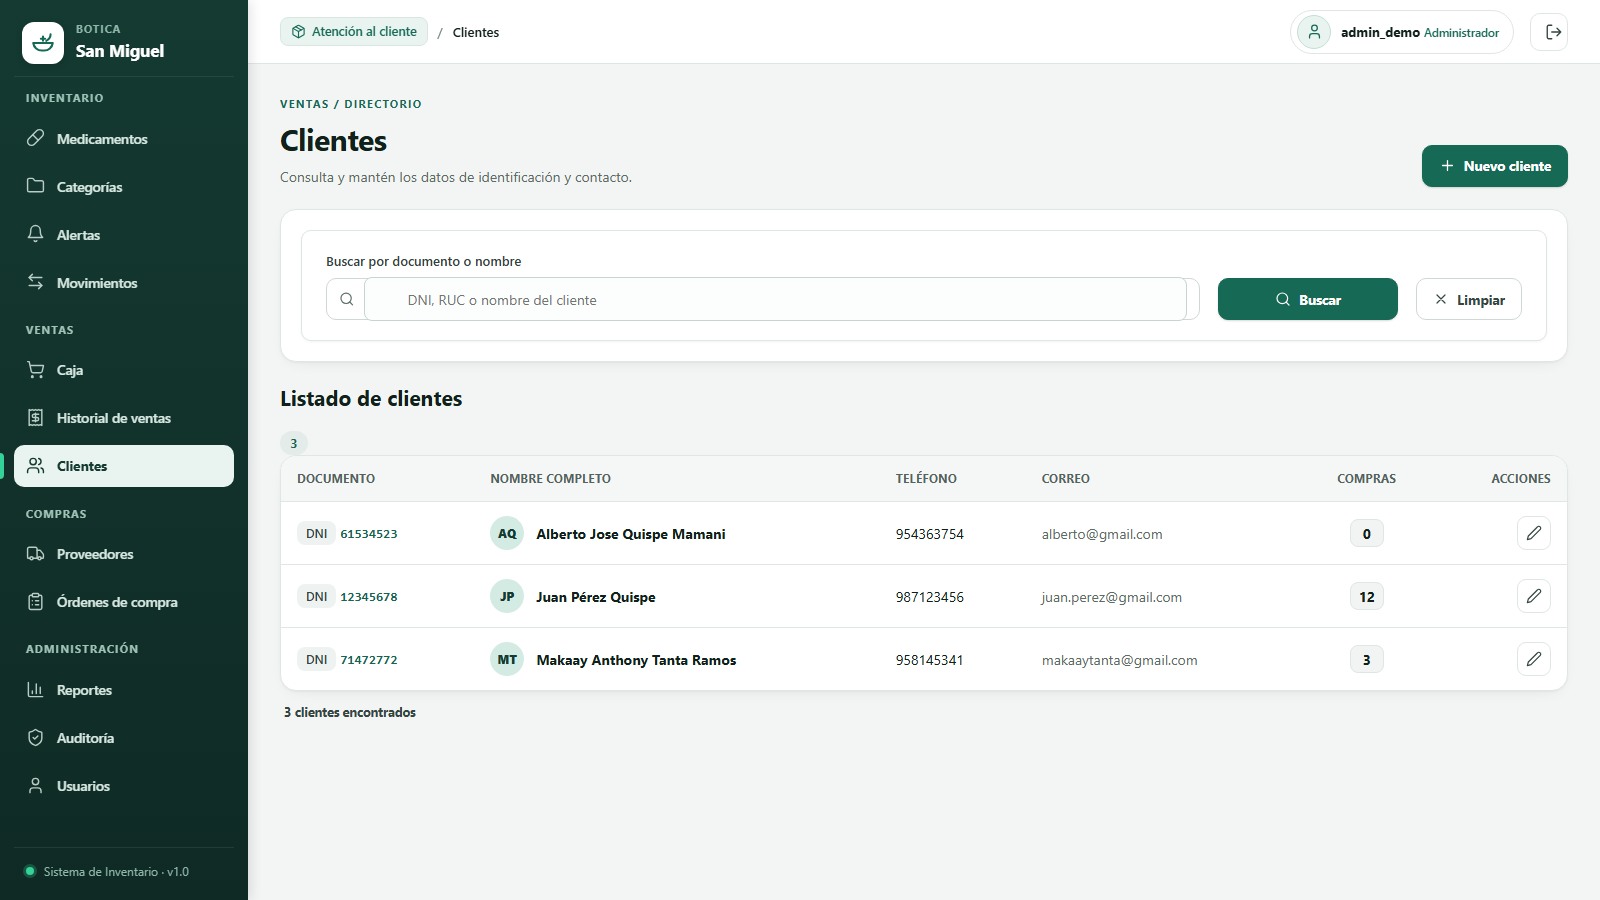 BOTICA
San Miguel
INVENTARIO
Medicamentos
Categorías
Alertas
Movimientos
VENTAS
Caja
Historial de ventas
Clientes
COMPRAS
Proveedores
Órdenes de compra
ADMINISTRACIÓN
Reportes
Auditoría
Usuarios
Sistema de Inventario · v1.0
Atención al cliente / Clientes
admin_demo Administrador
VENTAS / DIRECTORIO
Clientes
Consulta y mantén los datos de identificación y contacto.
Nuevo cliente
Buscar por documento o nombre
DNI, RUC o nombre del cliente
Buscar
Limpiar
Listado de clientes
3
DOCUMENTO NOMBRE COMPLETO TELÉFONO CORREO COMPRAS ACCIONES
DNI 61534523 AQ Alberto Jose Quispe Mamani 954363754 alberto@gmail.com 0
DNI 12345678 JP Juan Pérez Quispe 987123456 juan.perez@gmail.com 12
DNI 71472772 MT Makaay Anthony Tanta Ramos 958145341 makaaytanta@gmail.com 3
3 clientes encontrados